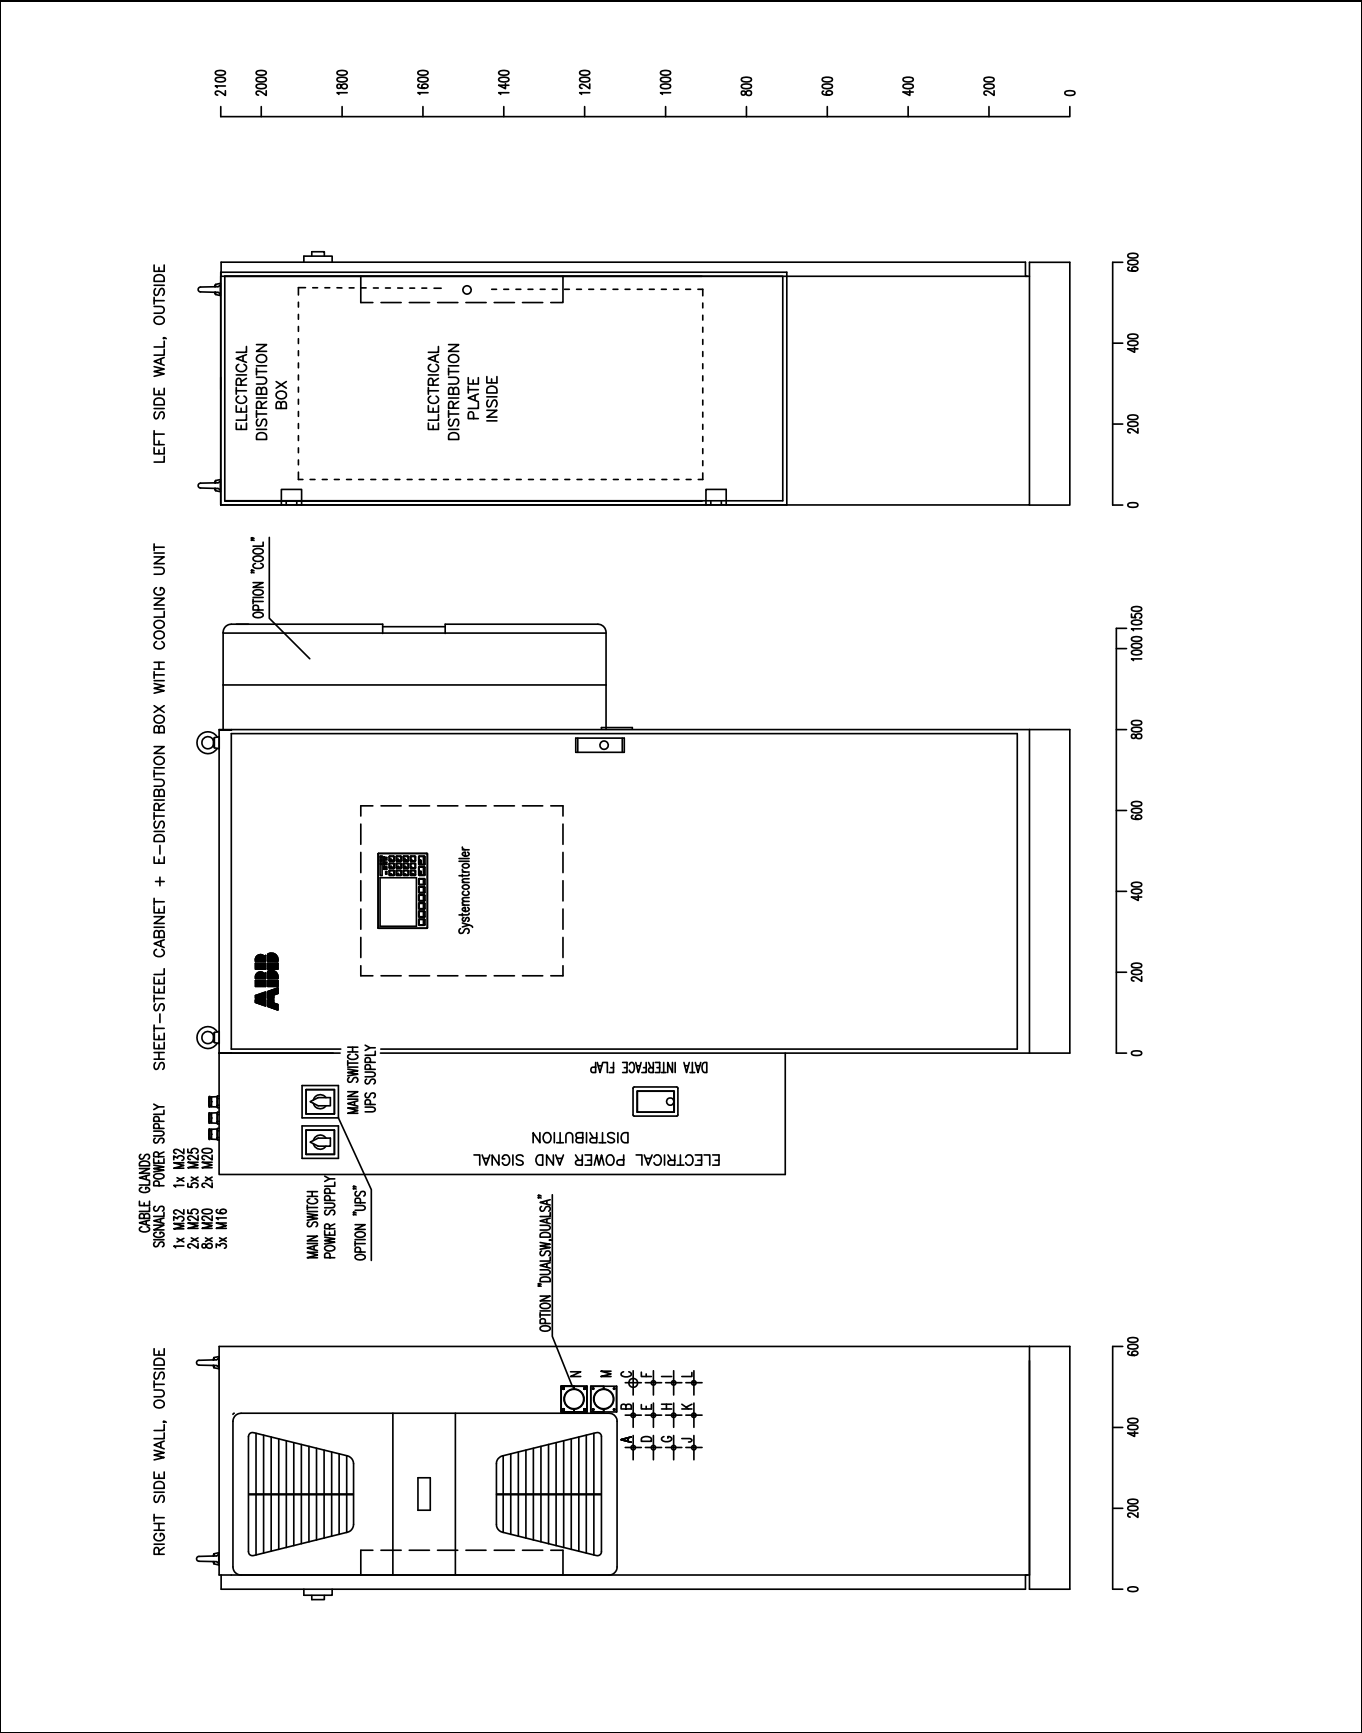 RIGHT SIDE WALL, OUTSIDE
N
M
A
B
C
D
E
F
G
H
I
J
K
L
0
200
400
600
OPTION "DUALSW,DUALSA"
CABLE GLANDS
SIGNALS POWER SUPPLY
1x M32 1x M32
2x M25 5x M25
8x M20 2x M20
3x M16
MAIN SWITCH
POWER SUPPLY
OPTION "UPS"
MAIN SWITCH
UPS SUPPLY
ELECTRICAL POWER AND SIGNAL
DISTRIBUTION
DATA INTERFACE FLAP
SHEET-STEEL CABINET + E-DISTRIBUTION BOX WITH COOLING UNIT
ABB
Systemcontroller
OPTION "COOL"
0
200
400
600
800
1000
1050
LEFT SIDE WALL, OUTSIDE
ELECTRICAL
DISTRIBUTION
BOX
ELECTRICAL
DISTRIBUTION
PLATE
INSIDE
0
200
400
600
2100
2000
1800
1600
1400
1200
1000
800
600
400
200
0